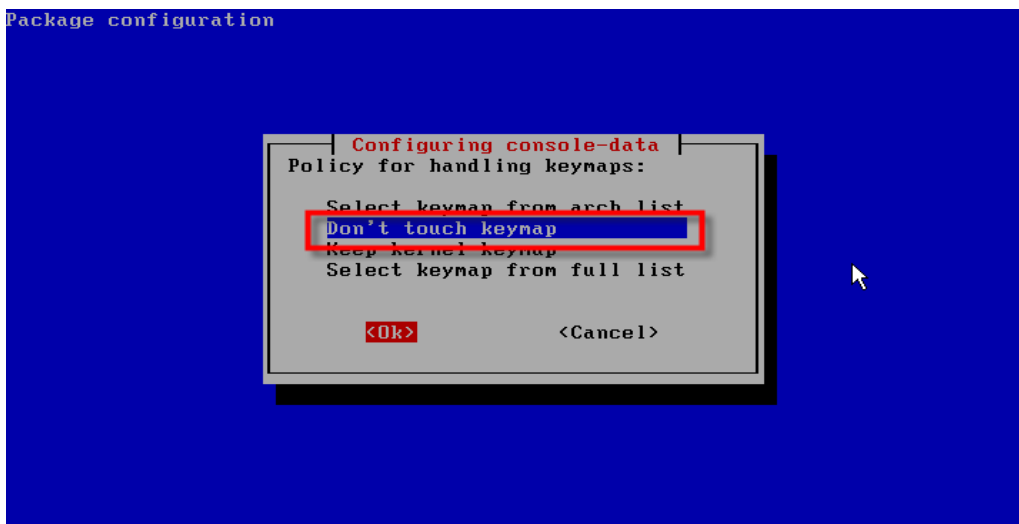 Package configuration
Configuring console-data
Policy for handling keymaps:
Select keymap from arch list
Don't touch keymap
Keep kernel keymap
Select keymap from full list
<Ok> <Cancel>